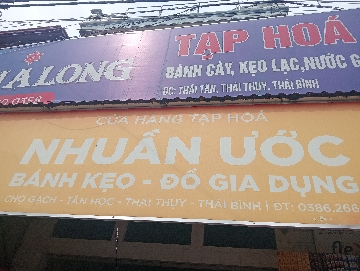 TẠP HOÁ
LONG
BÁNH CÁY, KẸO LẠC, NƯỚC
ĐC: THÁI TÂN, THÁI THỤY, THÁI BÌNH
CỬA HÀNG TẠP HOÁ
NHUẦN ƯỚC
BÁNH KẸO - ĐỒ GIA DỤNG
CHỢ GẠCH - TÂN HỌC - THÁI THỤY - THÁI BÌNH | ĐT: 0386.266